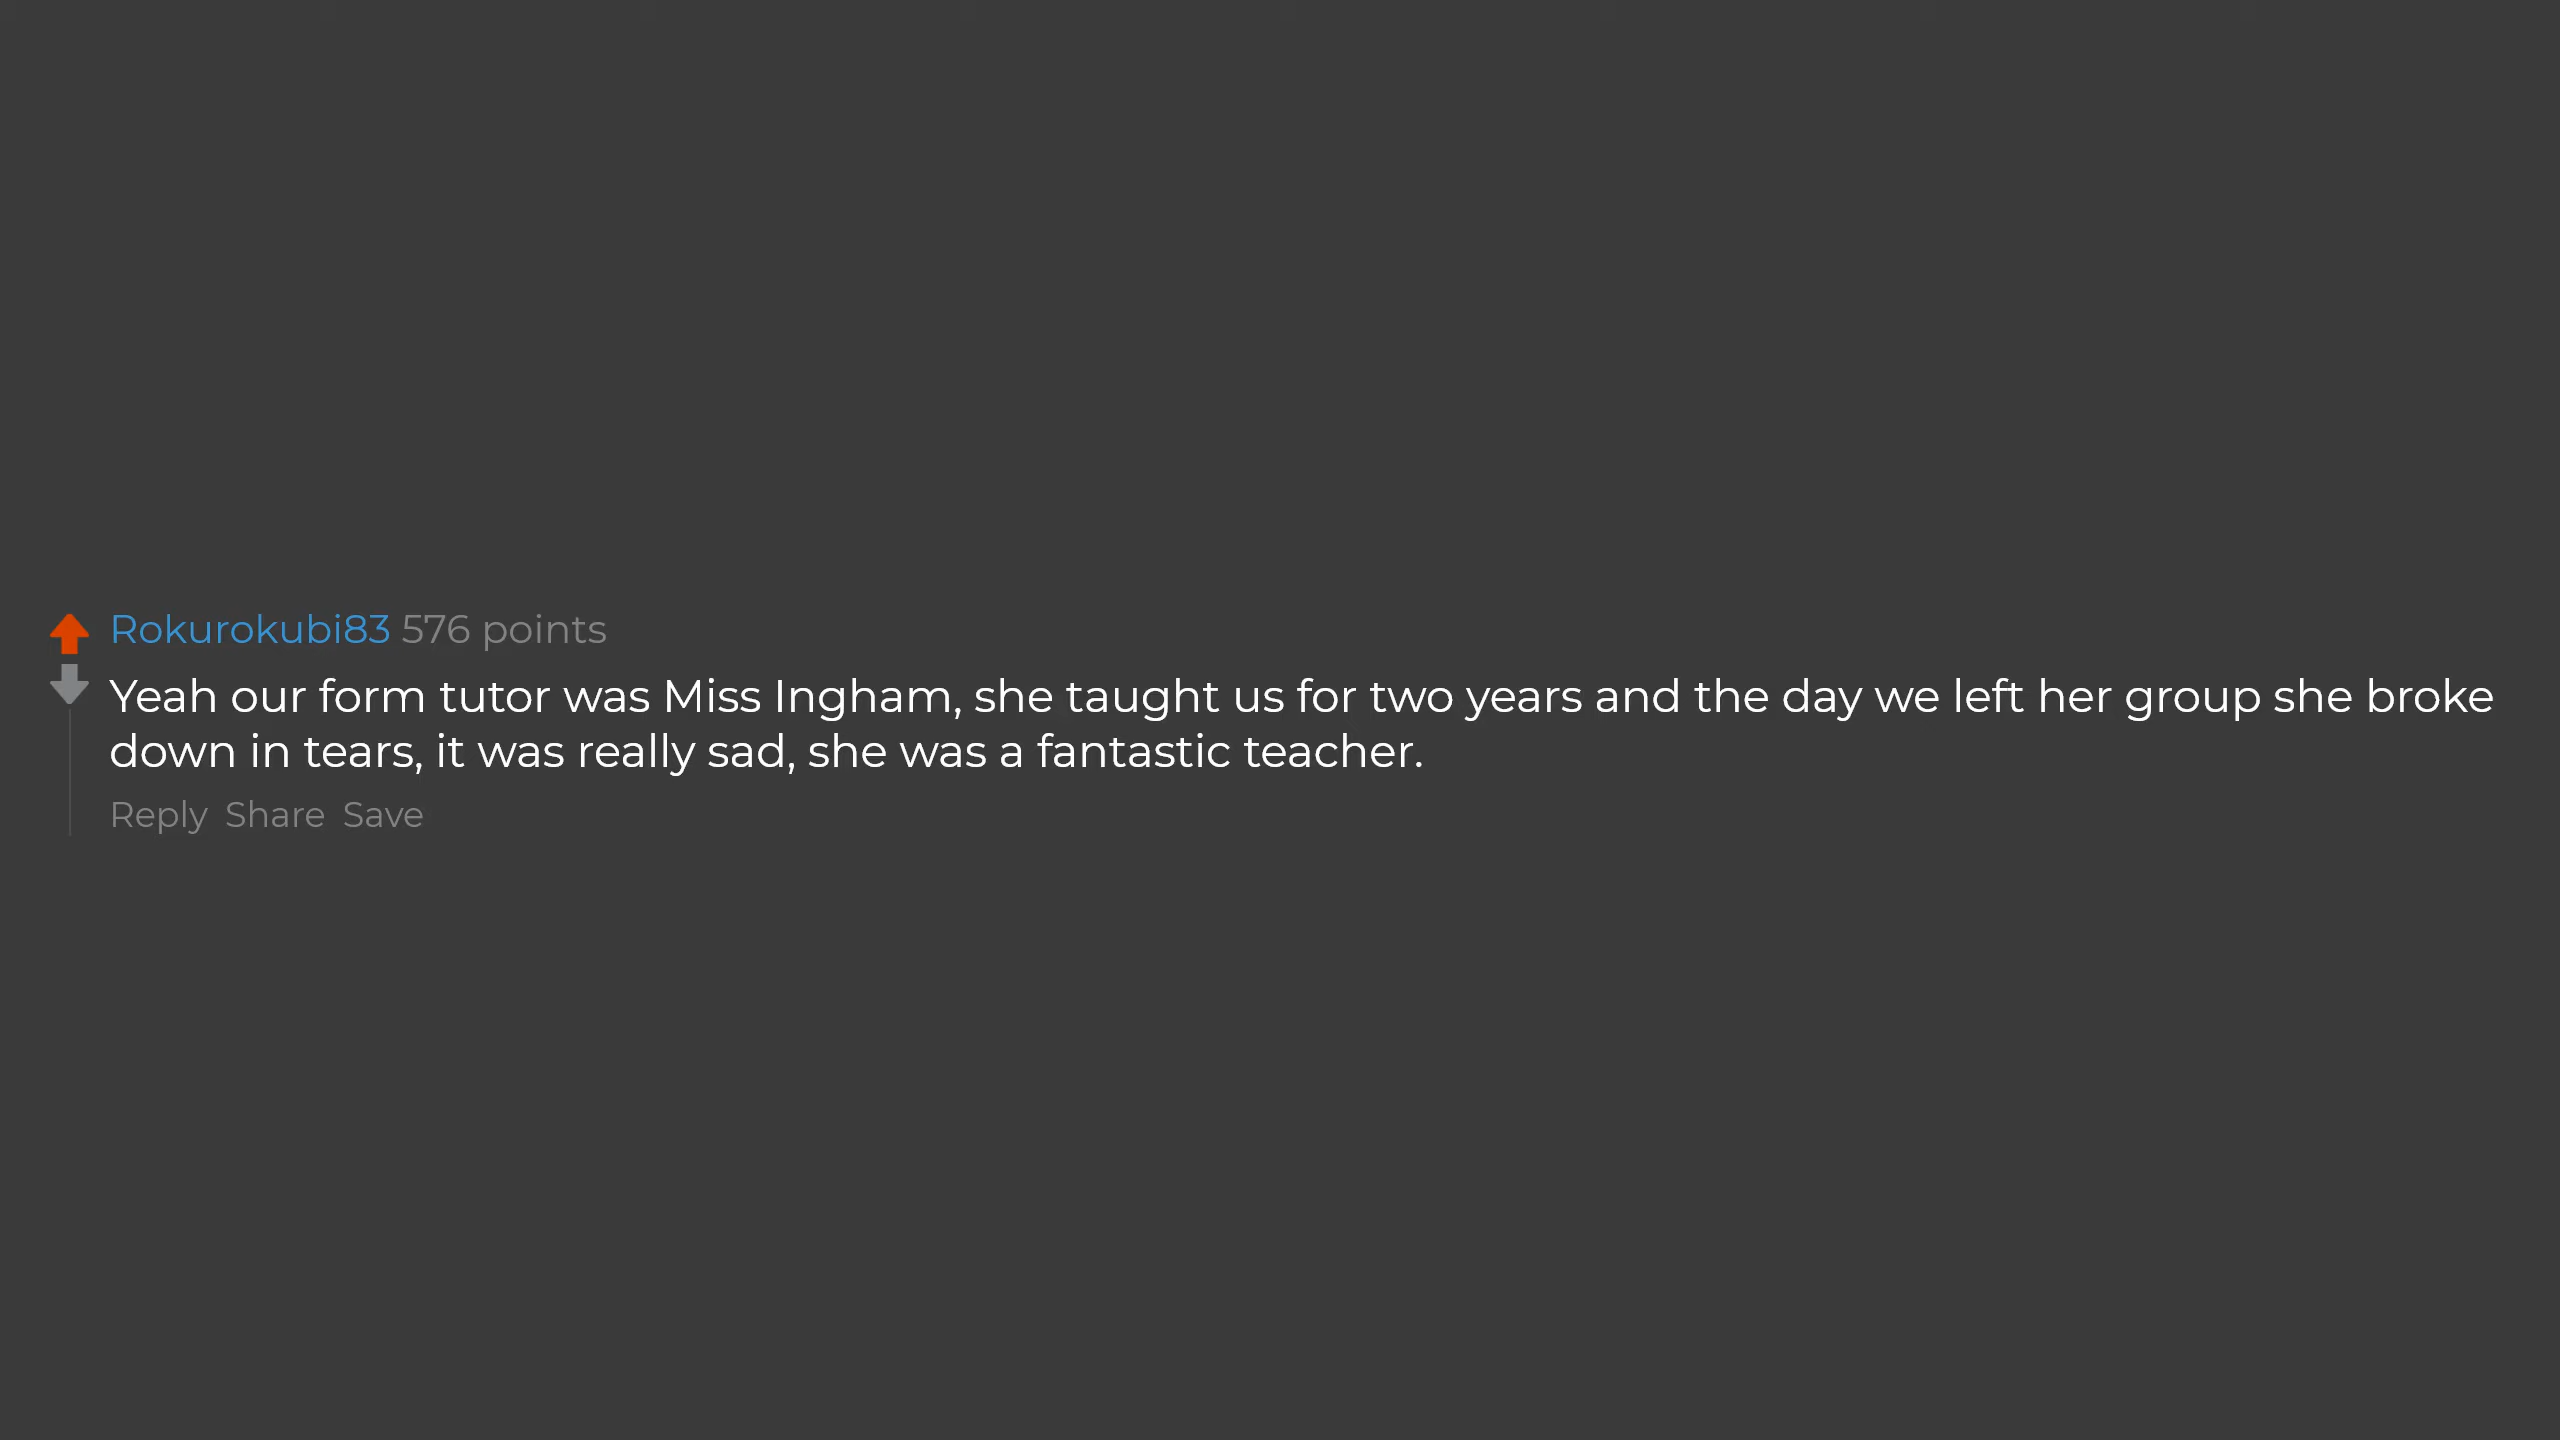 Rokurokubi83 576 points
Yeah our form tutor was Miss Ingham, she taught us for two years and the day we left her group she broke
down in tears, it was really sad, she was a fantastic teacher.
Reply Share Save